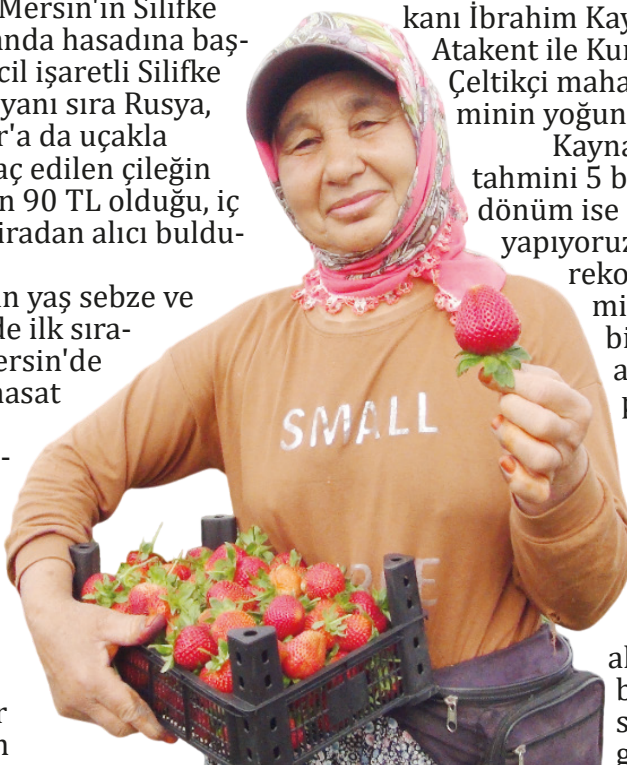 Mersin'in Silifke
anda hasadına baş-
cil işaretli Silifke
yanı sıra Rusya,
r'a da uçakla
aç edilen çileğin
n 90 TL olduğu, iç
iradan alıcı buldu-
n yaş sebze ve
de ilk sıra-
ersin'de
hasat
-
r
n
kanı İbrahim Kay
Atakent ile Kur
Çeltikçi maha
minin yoğun
Kayna
tahmini 5 b
dönüm ise
yapıyoruz
reko
mi
bi
a
al
b
s
g
SMALL